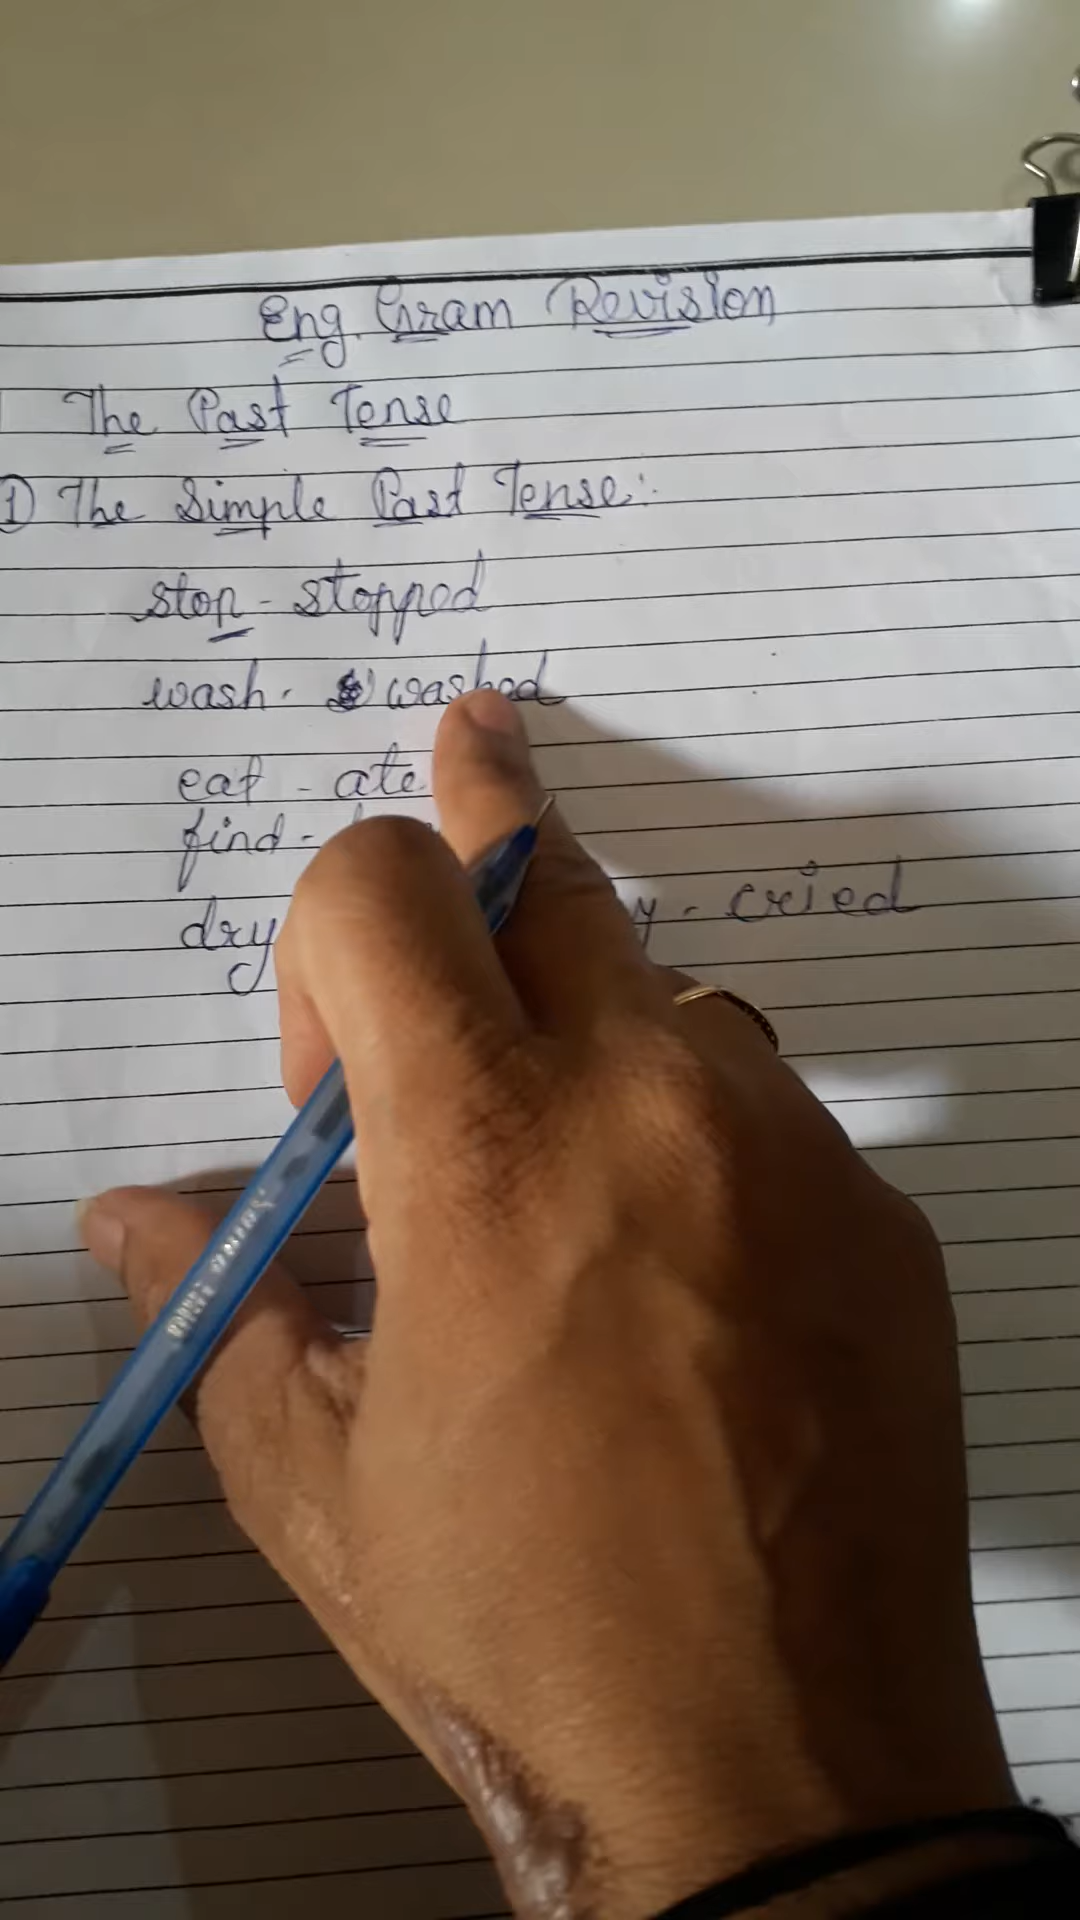 Eng. Gram Revision
The Past Tense
1) The Simple Past Tense:
stop - stopped
wash - washed
eat - ate
find -
dry - cried